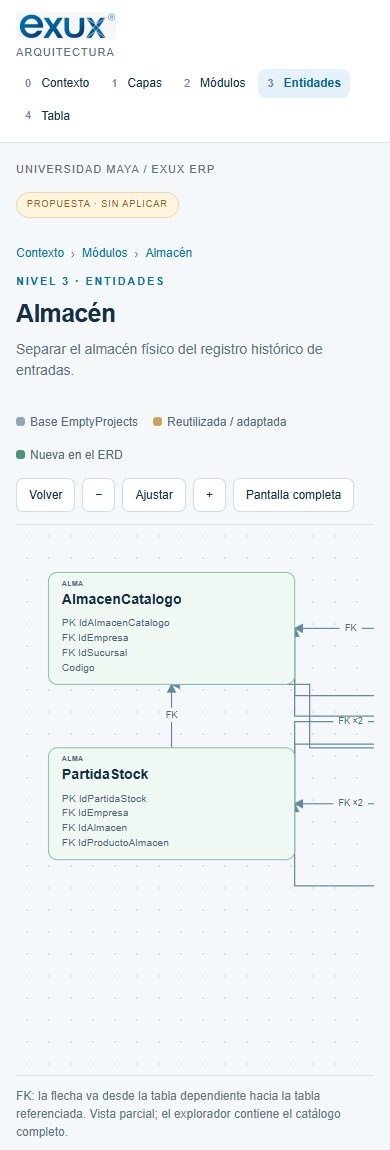 exux®
ARQUITECTURA
0 Contexto 1 Capas 2 Módulos 3 Entidades
4 Tabla
UNIVERSIDAD MAYA / EXUX ERP
PROPUESTA · SIN APLICAR
Contexto › Módulos › Almacén
NIVEL 3 · ENTIDADES
Almacén
Separar el almacén físico del registro histórico de
entradas.
Base EmptyProjects Reutilizada / adaptada
Nueva en el ERD
Volver − Ajustar + Pantalla completa
ALMA
AlmacenCatalogo
PK IdAlmacenCatalogo
FK IdEmpresa
FK IdSucursal
Codigo
FK
FK
FK ×2
ALMA
PartidaStock
PK IdPartidaStock
FK IdEmpresa
FK IdAlmacen
FK IdProductoAlmacen
FK ×2
FK: la flecha va desde la tabla dependiente hacia la tabla
referenciada. Vista parcial; el explorador contiene el catálogo
completo.